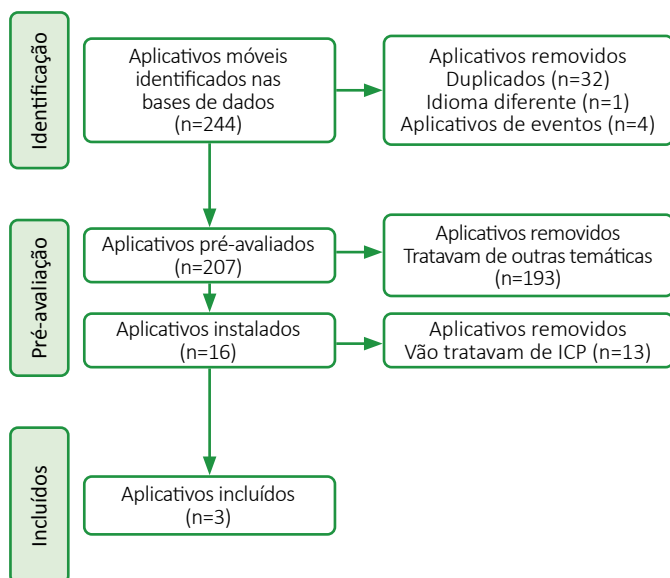 Identificação
Aplicativos móveis
identificados nas
bases de dados
(n=244)
Aplicativos removidos
Duplicados (n=32)
Idioma diferente (n=1)
Aplicativos de eventos (n=4)
Pré-avaliação
Aplicativos pré-avaliados
(n=207)
Aplicativos removidos
Tratavam de outras temáticas
(n=193)
Aplicativos instalados
(n=16)
Aplicativos removidos
Vão tratavam de ICP (n=13)
Incluídos
Aplicativos incluídos
(n=3)